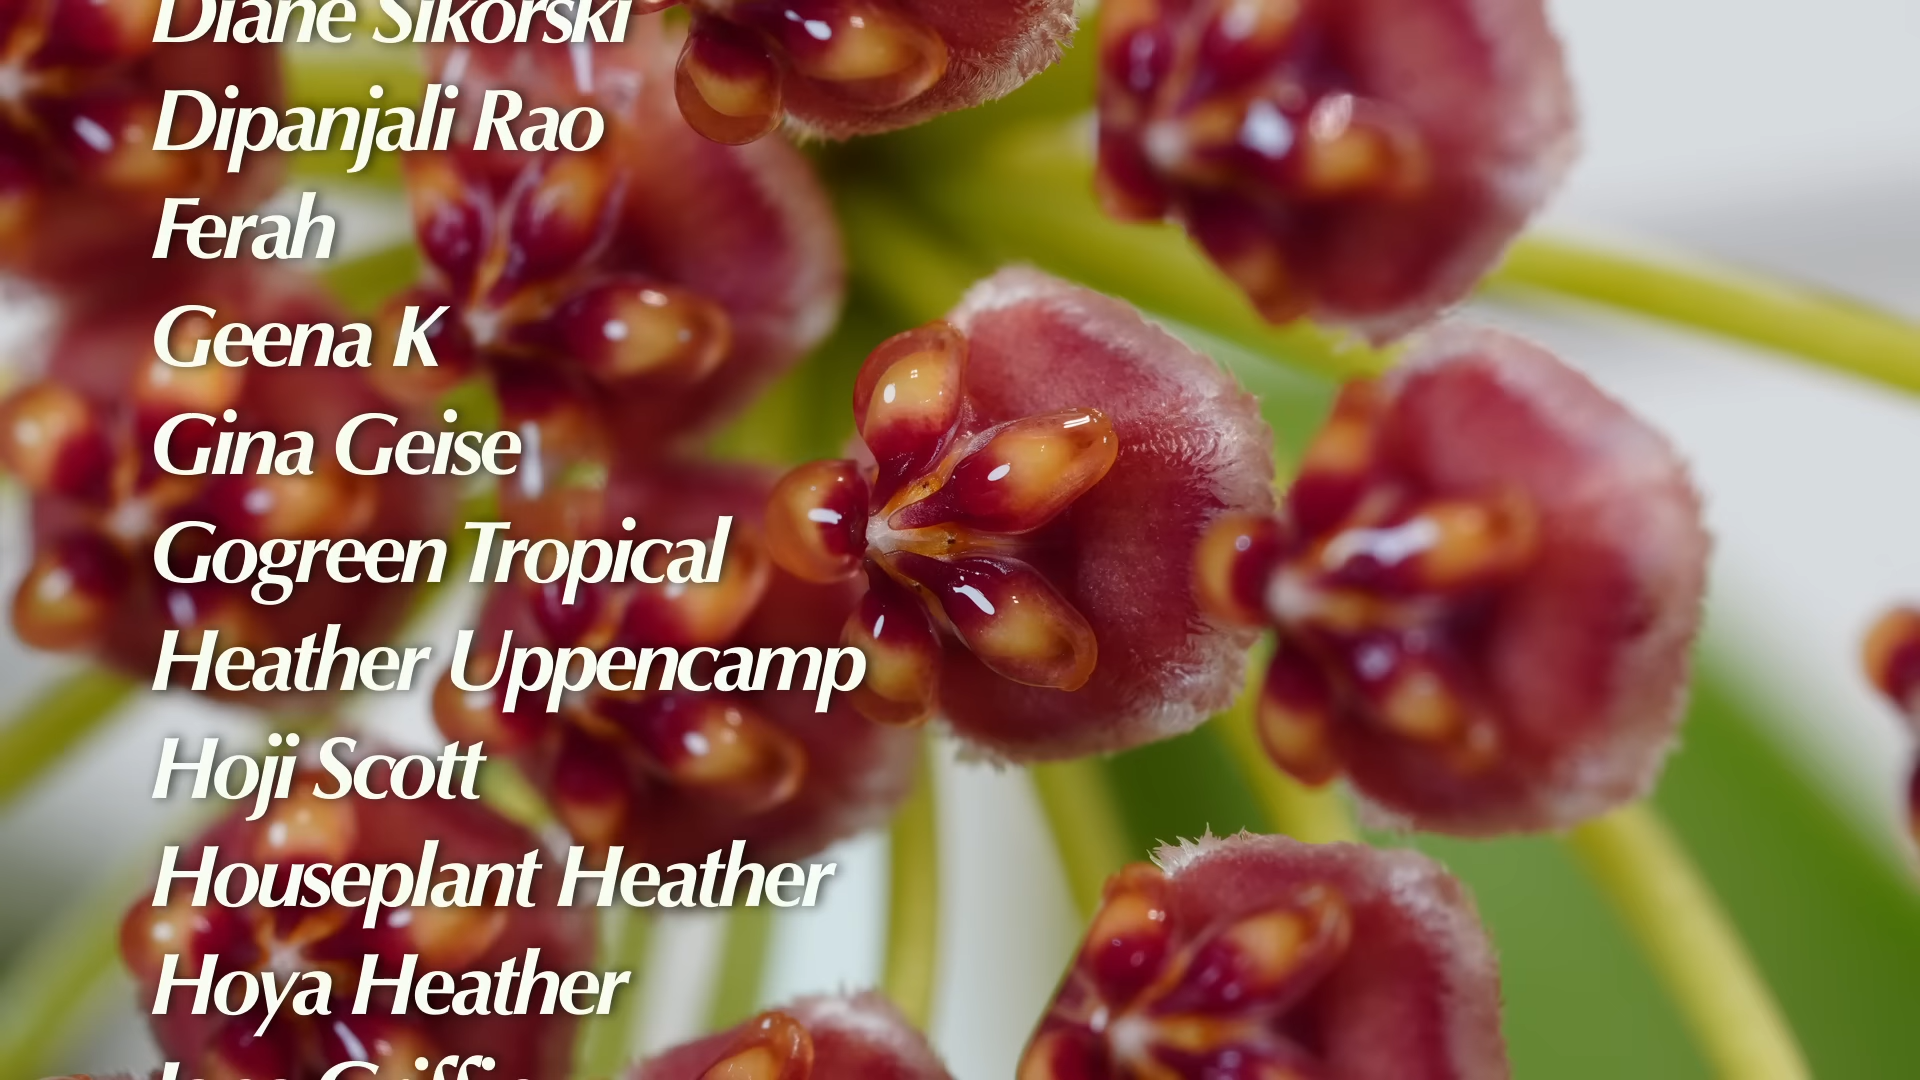 Diane Sikorski
Dipanjali Rao
Ferah
Geena K
Gina Geise
Gogreen Tropical
Heather Uppencamp
Hoji Scott
Houseplant Heather
Hoya Heather